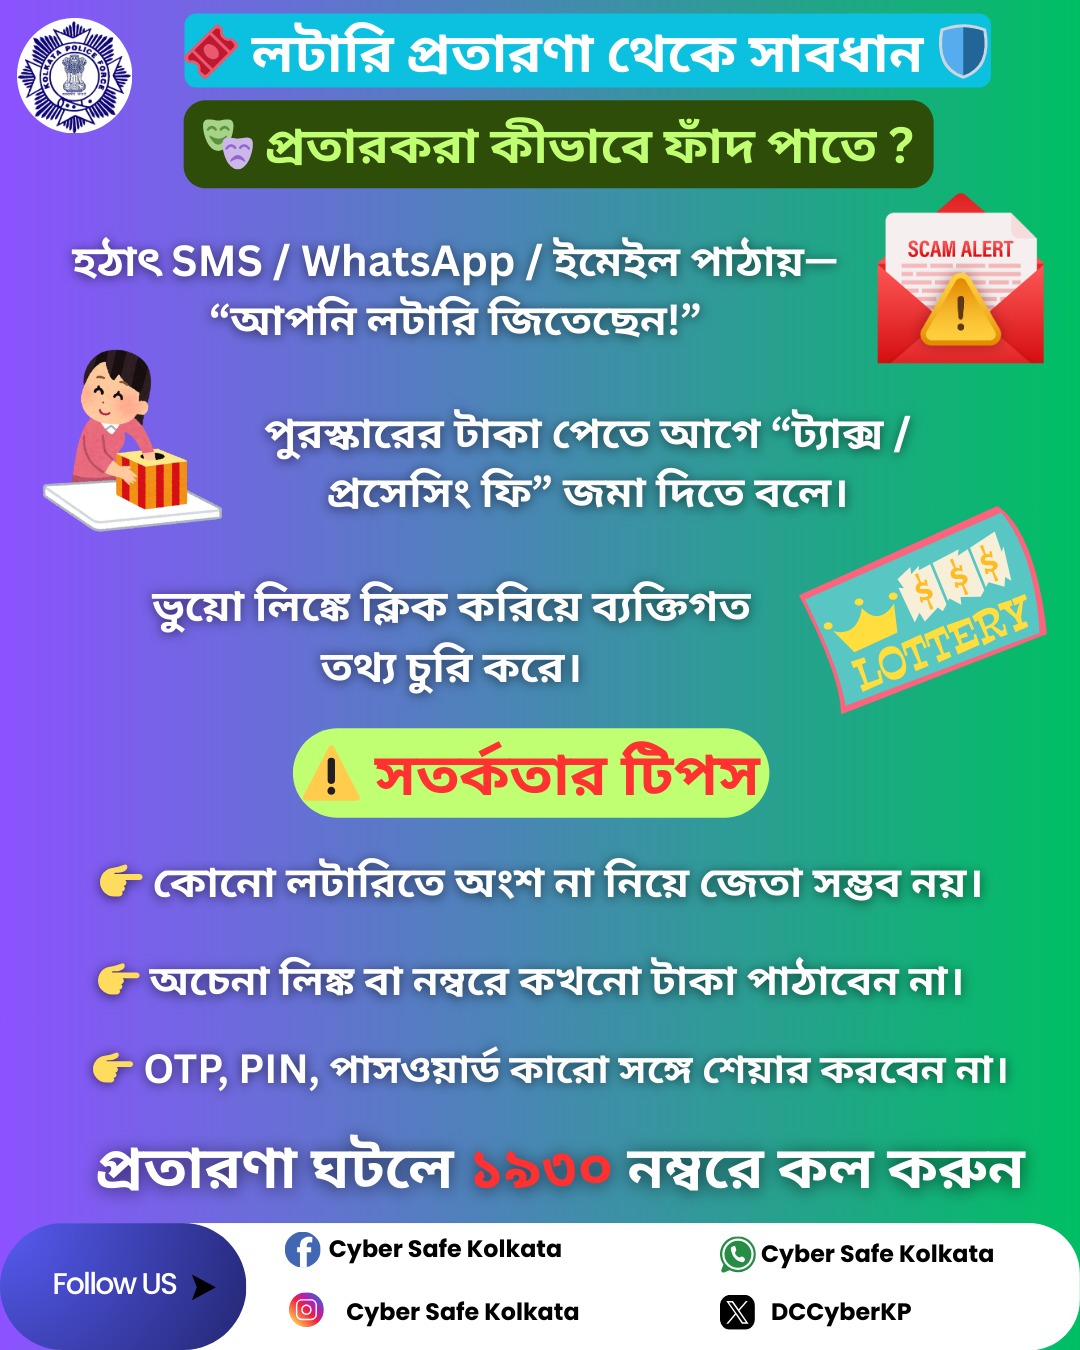 KOLKATA POLICE FORCE
লটারি প্রতারণা থেকে সাবধান
প্রতারকরা কীভাবে ফাঁদ পাতে ?
হঠাৎ SMS / WhatsApp / ইমেইল পাঠায়—
“আপনি লটারি জিতেছেন!”
SCAM ALERT
পুরস্কারের টাকা পেতে আগে “ট্যাক্স /
প্রসেসিং ফি” জমা দিতে বলে।
ভুয়ো লিঙ্কে ক্লিক করিয়ে ব্যক্তিগত
তথ্য চুরি করে।
$ $ $
LOTTERY
সতর্কতার টিপস
👉 কোনো লটারিতে অংশ না নিয়ে জেতা সম্ভব নয়।
👉 অচেনা লিঙ্ক বা নম্বরে কখনো টাকা পাঠাবেন না।
👉 OTP, PIN, পাসওয়ার্ড কারো সঙ্গে শেয়ার করবেন না।
প্রতারণা ঘটলে ১৯৩০ নম্বরে কল করুন
Follow US
Cyber Safe Kolkata
Cyber Safe Kolkata
Cyber Safe Kolkata
DCCyberKP